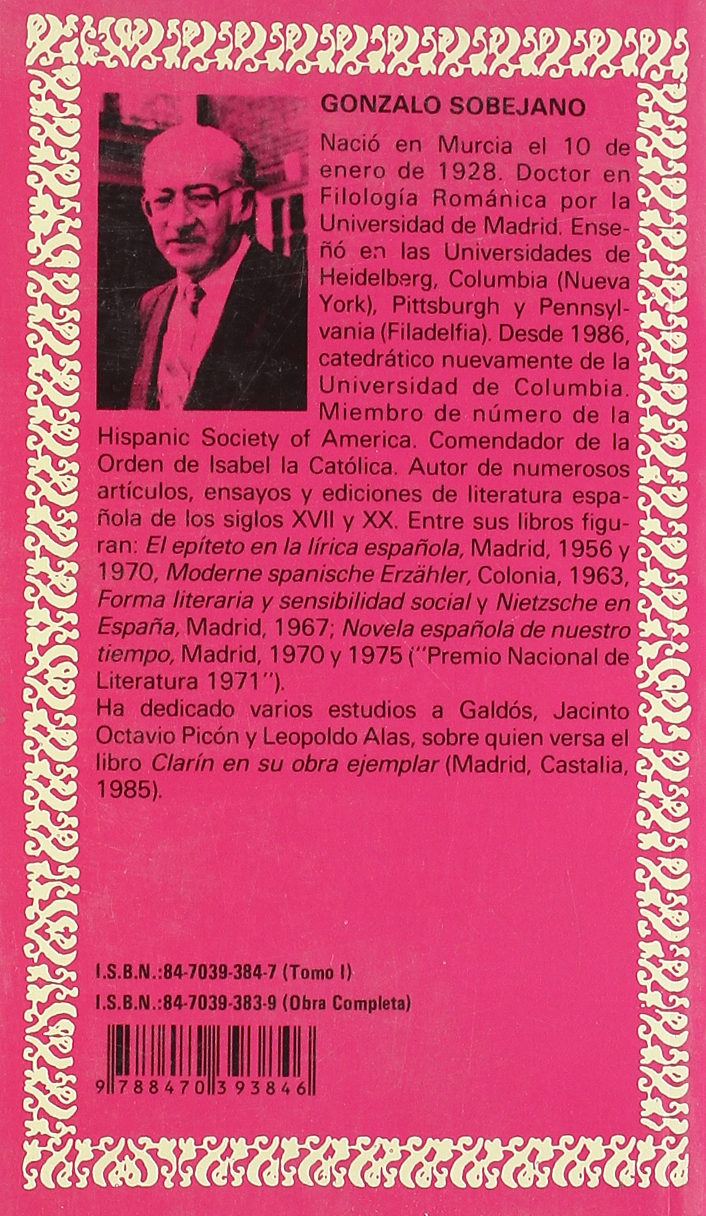 GONZALO SOBEJANO
Nació en Murcia el 10 de
enero de 1928. Doctor en
Filología Románica por la
Universidad de Madrid. Ense-
ñó en las Universidades de
Heidelberg, Columbia (Nueva
York), Pittsburgh y Pennsyl-
vania (Filadelfia). Desde 1986,
catedrático nuevamente de la
Universidad de Columbia.
Miembro de número de la
Hispanic Society of America. Comendador de la
Orden de Isabel la Católica. Autor de numerosos
artículos, ensayos y ediciones de literatura espa-
ñola de los siglos XVII y XX. Entre sus libros figu-
ran: El epíteto en la lírica española, Madrid, 1956 y
1970, Moderne spanische Erzähler, Colonia, 1963,
Forma literaria y sensibilidad social y Nietzsche en
España, Madrid, 1967; Novela española de nuestro
tiempo, Madrid, 1970 y 1975 (''Premio Nacional de
Literatura 1971'').
Ha dedicado varios estudios a Galdós, Jacinto
Octavio Picón y Leopoldo Alas, sobre quien versa el
libro Clarín en su obra ejemplar (Madrid, Castalia,
1985).
I.S.B.N.:84-7039-384-7 (Tomo I)
I.S.B.N.:84-7039-383-9 (Obra Completa)
9 788470 393846